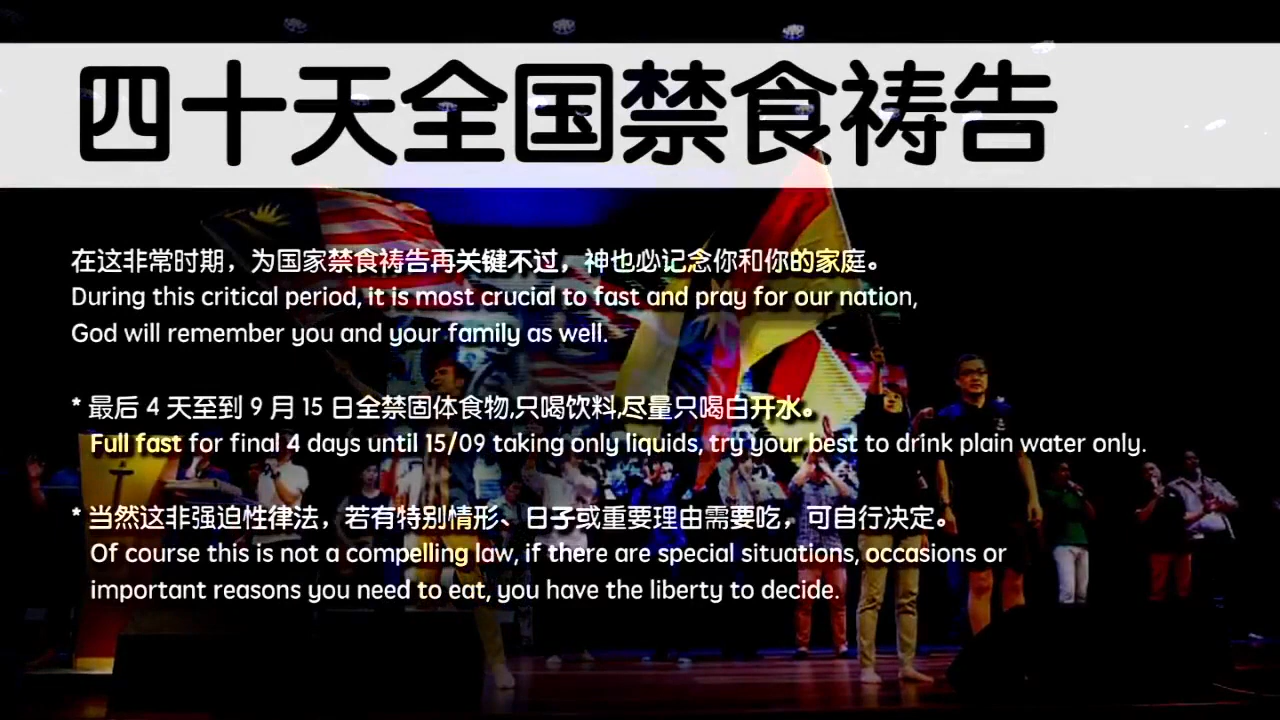 四十天全国禁食祷告
在这非常时期，为国家禁食祷告再关键不过，神也必记念你和你的家庭。
During this critical period, it is most crucial to fast and pray for our nation,
God will remember you and your family as well.
* 最后 4 天至到 9 月 15 日全禁固体食物,只喝饮料,尽量只喝白开水。
Full fast for final 4 days until 15/09 taking only liquids, try your best to drink plain water only.
* 当然这非强迫性律法，若有特别情形、日子或重要理由需要吃，可自行决定。
Of course this is not a compelling law, if there are special situations, occasions or
important reasons you need to eat, you have the liberty to decide.